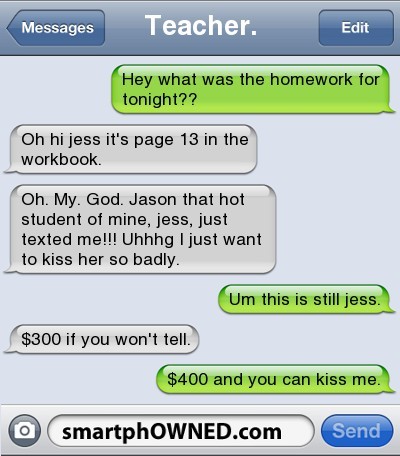 Messages
Teacher.
Edit
Hey what was the homework for
tonight??
Oh hi jess it's page 13 in the
workbook.
Oh. My. God. Jason that hot
student of mine, jess, just
texted me!!! Uhhhg I just want
to kiss her so badly.
Um this is still jess.
$300 if you won't tell.
$400 and you can kiss me.
smartphOWNED.com
Send